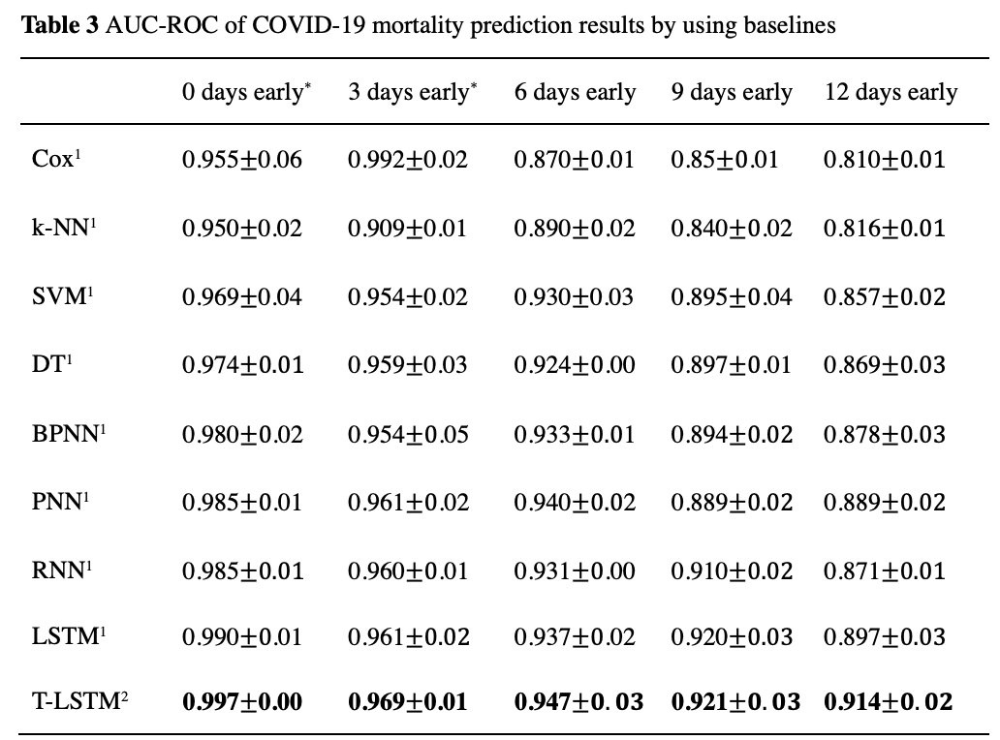 Table 3 AUC-ROC of COVID-19 mortality prediction results by using baselines
0 days early* 3 days early* 6 days early 9 days early 12 days early
Cox¹ 0.955±0.06 0.992±0.02 0.870±0.01 0.85±0.01 0.810±0.01
k-NN¹ 0.950±0.02 0.909±0.01 0.890±0.02 0.840±0.02 0.816±0.01
SVM¹ 0.969±0.04 0.954±0.02 0.930±0.03 0.895±0.04 0.857±0.02
DT¹ 0.974±0.01 0.959±0.03 0.924±0.00 0.897±0.01 0.869±0.03
BPNN¹ 0.980±0.02 0.954±0.05 0.933±0.01 0.894±0.02 0.878±0.03
PNN¹ 0.985±0.01 0.961±0.02 0.940±0.02 0.889±0.02 0.889±0.02
RNN¹ 0.985±0.01 0.960±0.01 0.931±0.00 0.910±0.02 0.871±0.01
LSTM¹ 0.990±0.01 0.961±0.02 0.937±0.02 0.920±0.03 0.897±0.03
T-LSTM² 0.997±0.00 0.969±0.01 0.947±0.03 0.921±0.03 0.914±0.02